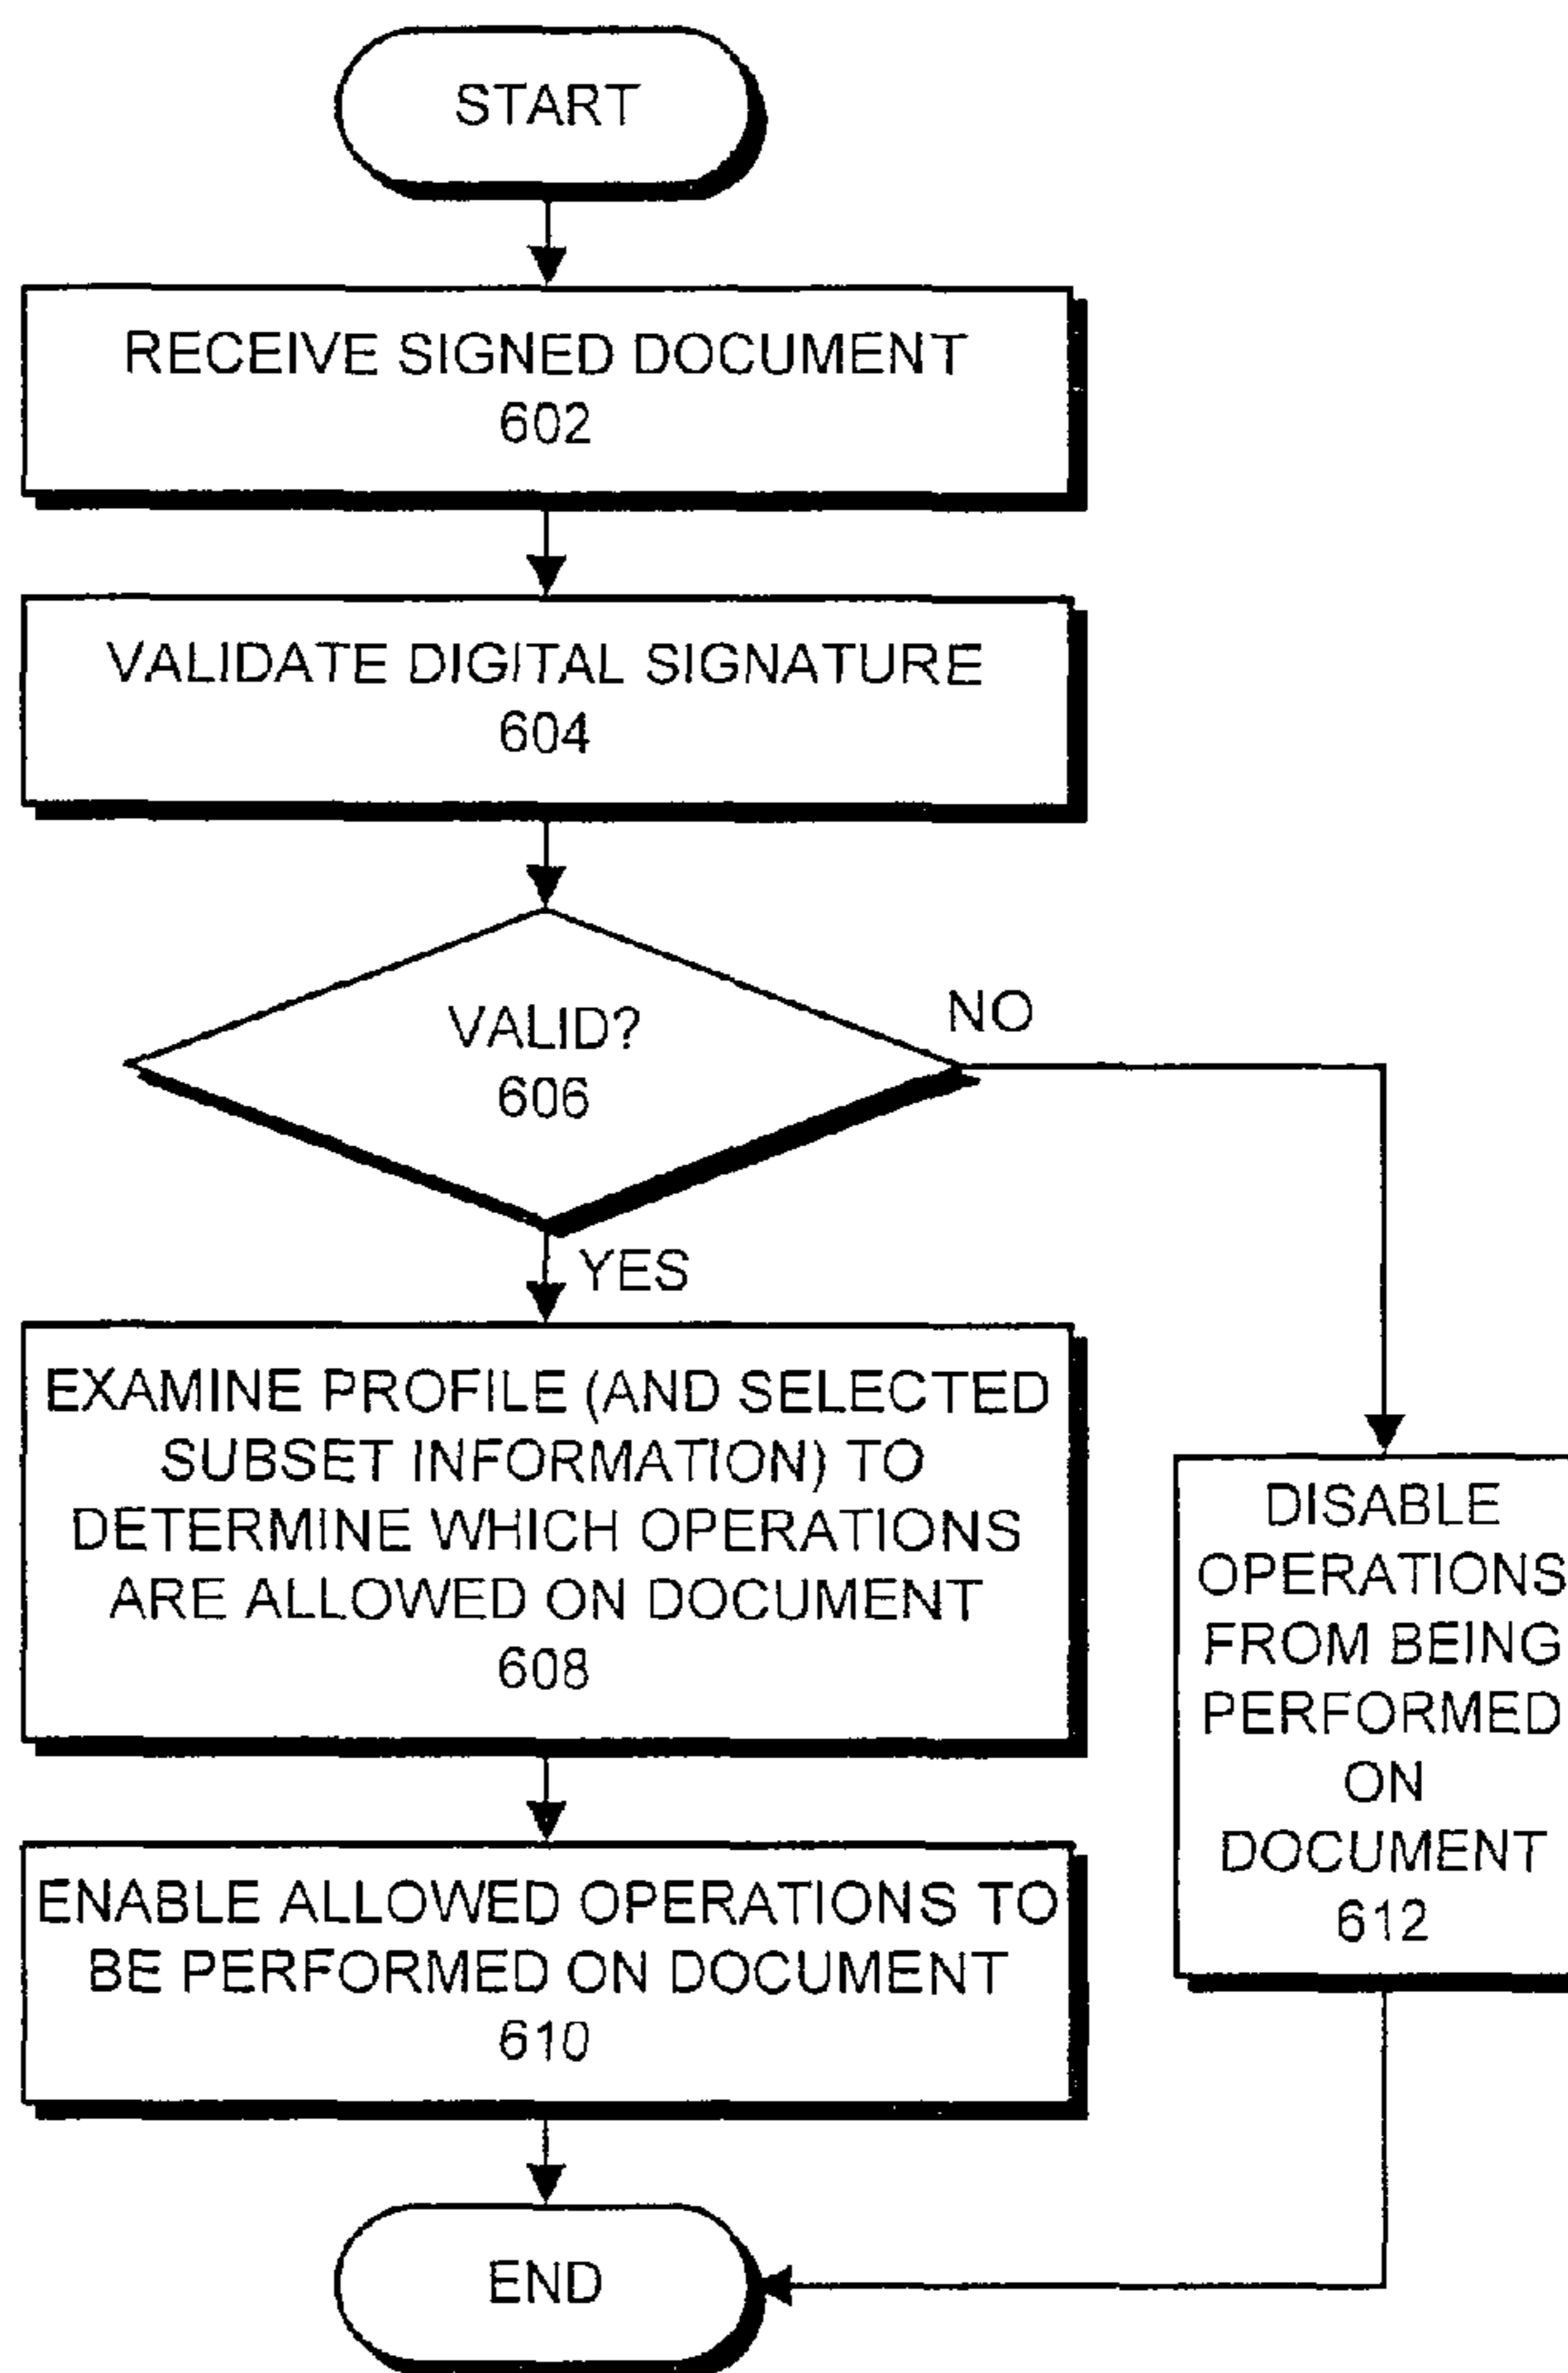 START
RECEIVE SIGNED DOCUMENT
602
VALIDATE DIGITAL SIGNATURE
604
VALID?
606
NO
YES
EXAMINE PROFILE (AND SELECTED
SUBSET INFORMATION) TO
DETERMINE WHICH OPERATIONS
ARE ALLOWED ON DOCUMENT
608
DISABLE
OPERATIONS
FROM BEING
PERFORMED
ON
DOCUMENT
612
ENABLE ALLOWED OPERATIONS TO
BE PERFORMED ON DOCUMENT
610
END